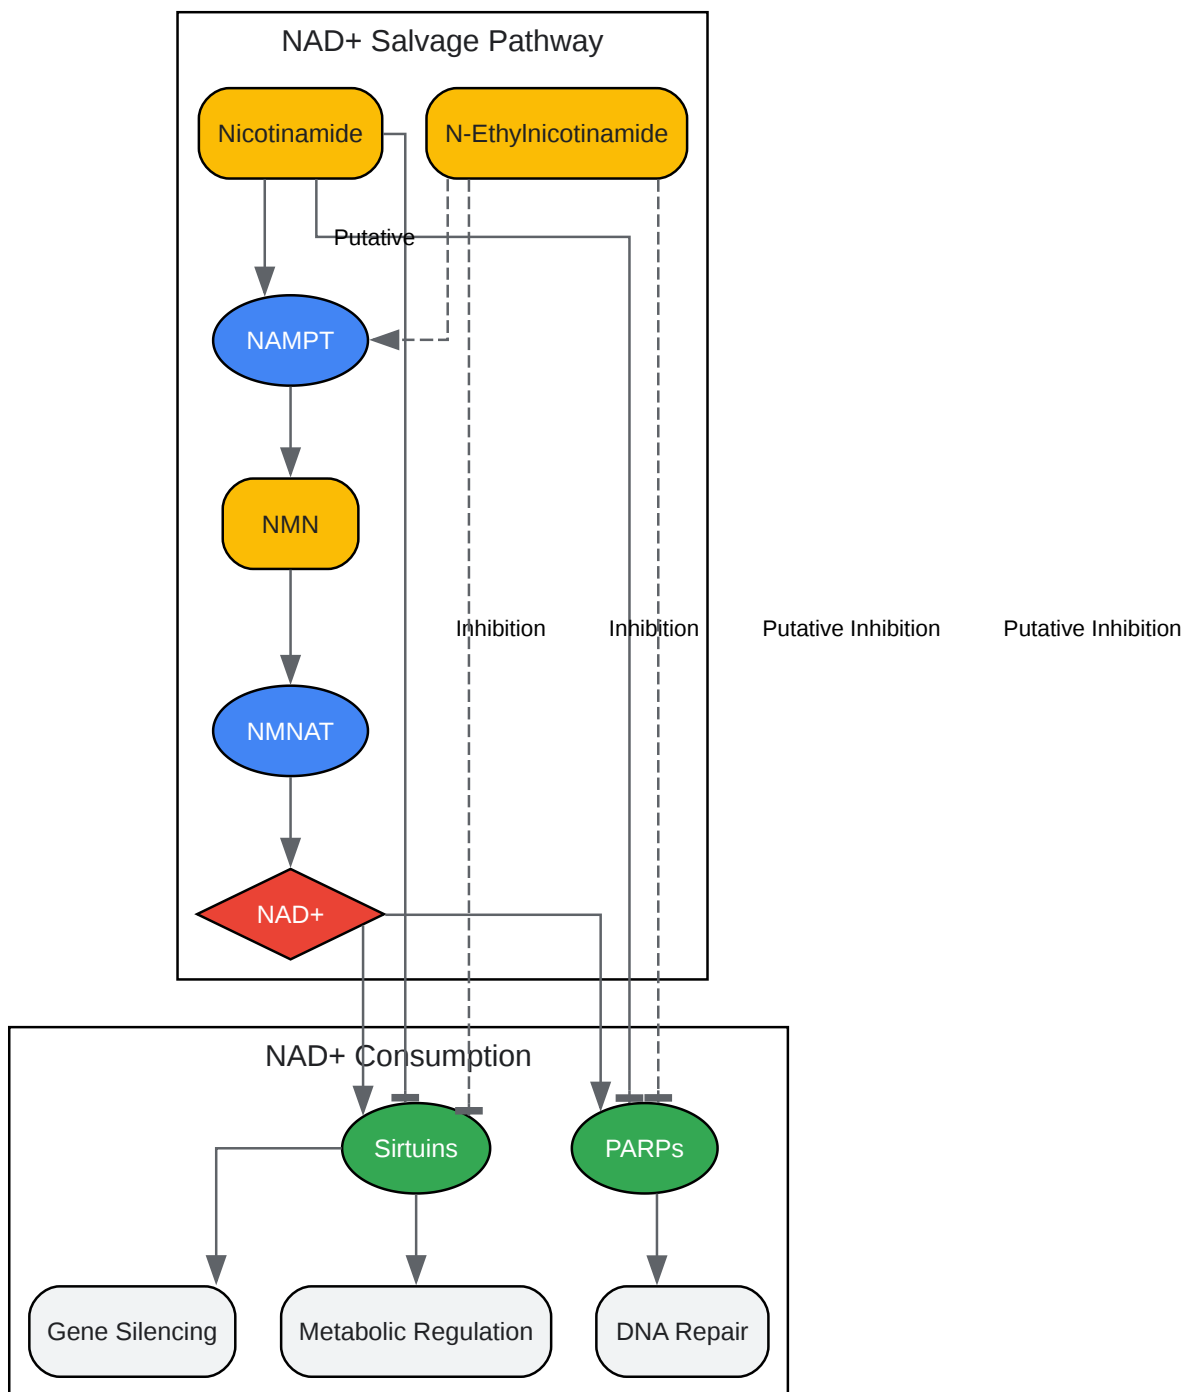 NAD+ Salvage Pathway
Nicotinamide
N-Ethylnicotinamide
Putative
NAMPT
NMN
Inhibition
Inhibition
Putative Inhibition
Putative Inhibition
NMNAT
NAD+
NAD+ Consumption
Sirtuins
PARPs
Gene Silencing
Metabolic Regulation
DNA Repair